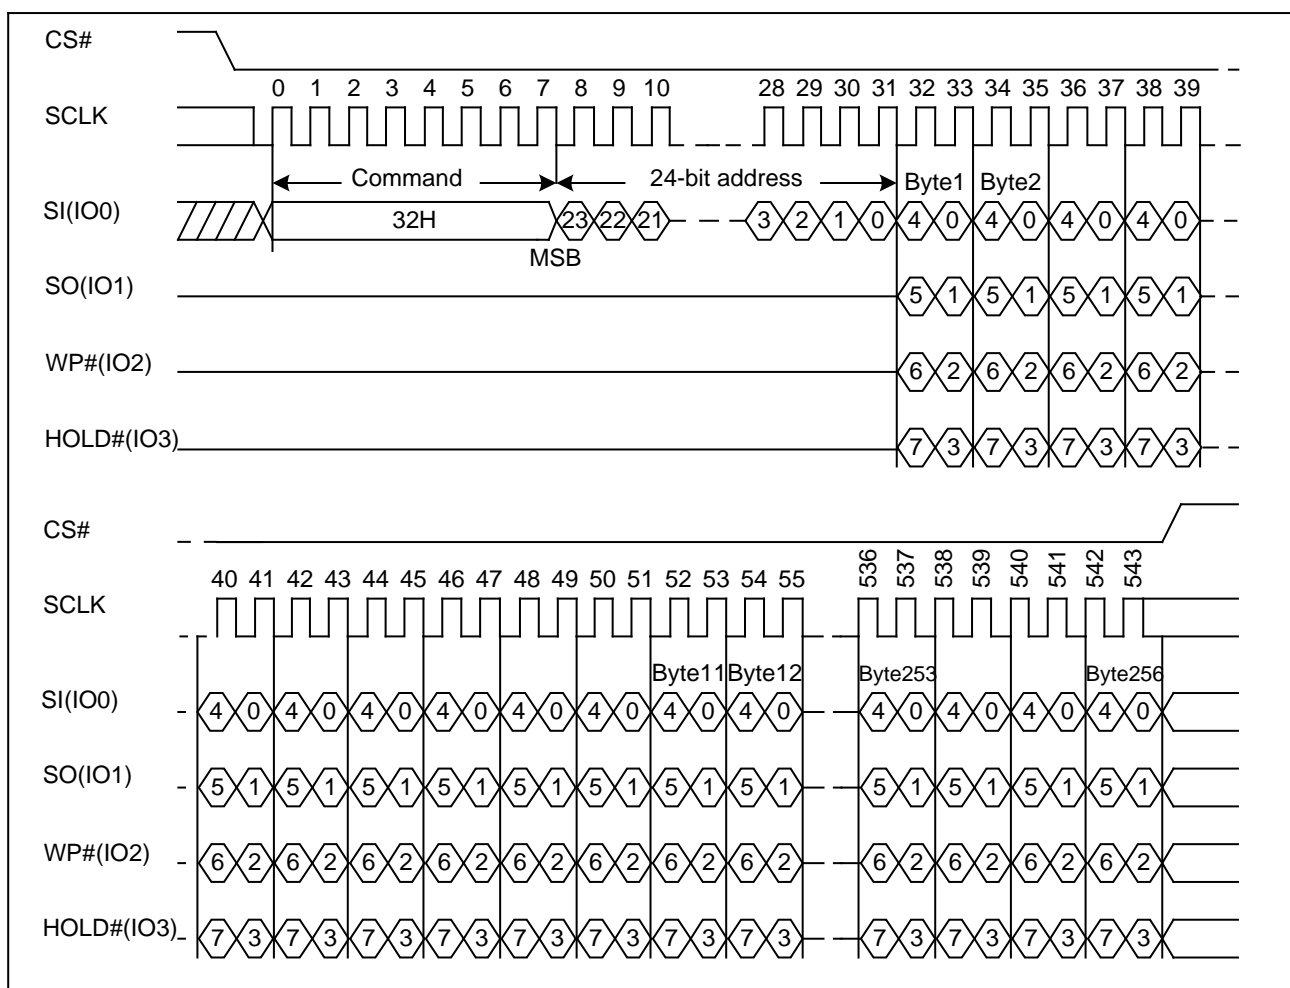 CS#
0 1 2 3 4 5 6 7 8 9 10 28 29 30 31 32 33 34 35 36 37 38 39
SCLK
Command 24-bit address Byte1 Byte2
SI(IO0) 32H 23 22 21 3 2 1 0 4 0 4 0 4 0 4 0
MSB
SO(IO1) 5 1 5 1 5 1 5 1
WP#(IO2) 6 2 6 2 6 2 6 2
HOLD#(IO3) 7 3 7 3 7 3 7 3
CS#
40 41 42 43 44 45 46 47 48 49 50 51 52 53 54 55 536 537 538 539 540 541 542 543
SCLK
Byte11 Byte12 Byte253 Byte256
SI(IO0) 4 0 4 0 4 0 4 0 4 0 4 0 4 0 4 0 4 0 4 0 4 0 4 0
SO(IO1) 5 1 5 1 5 1 5 1 5 1 5 1 5 1 5 1 5 1 5 1 5 1 5 1
WP#(IO2) 6 2 6 2 6 2 6 2 6 2 6 2 6 2 6 2 6 2 6 2 6 2 6 2
HOLD#(IO3) 7 3 7 3 7 3 7 3 7 3 7 3 7 3 7 3 7 3 7 3 7 3 7 3